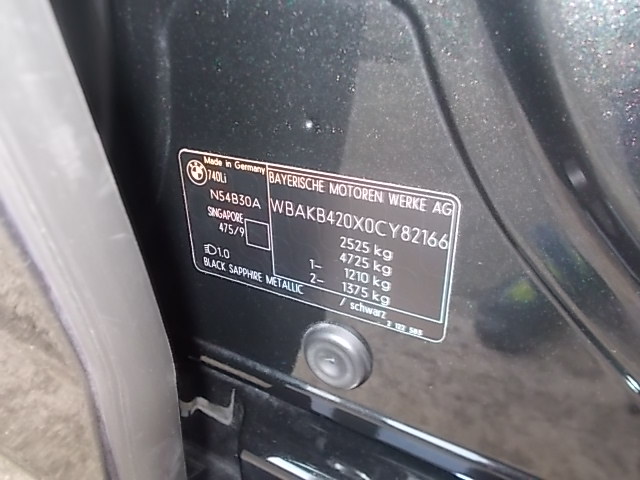 Made in Germany
740Li
N54B30A
SINGAPORE
475/9
1.0
BLACK SAPPHIRE METALLIC
BAYERISCHE MOTOREN WERKE AG
WBAKB420X0CY82166
2525 kg
4725 kg
1– 1210 kg
2– 1375 kg
/ schwarz